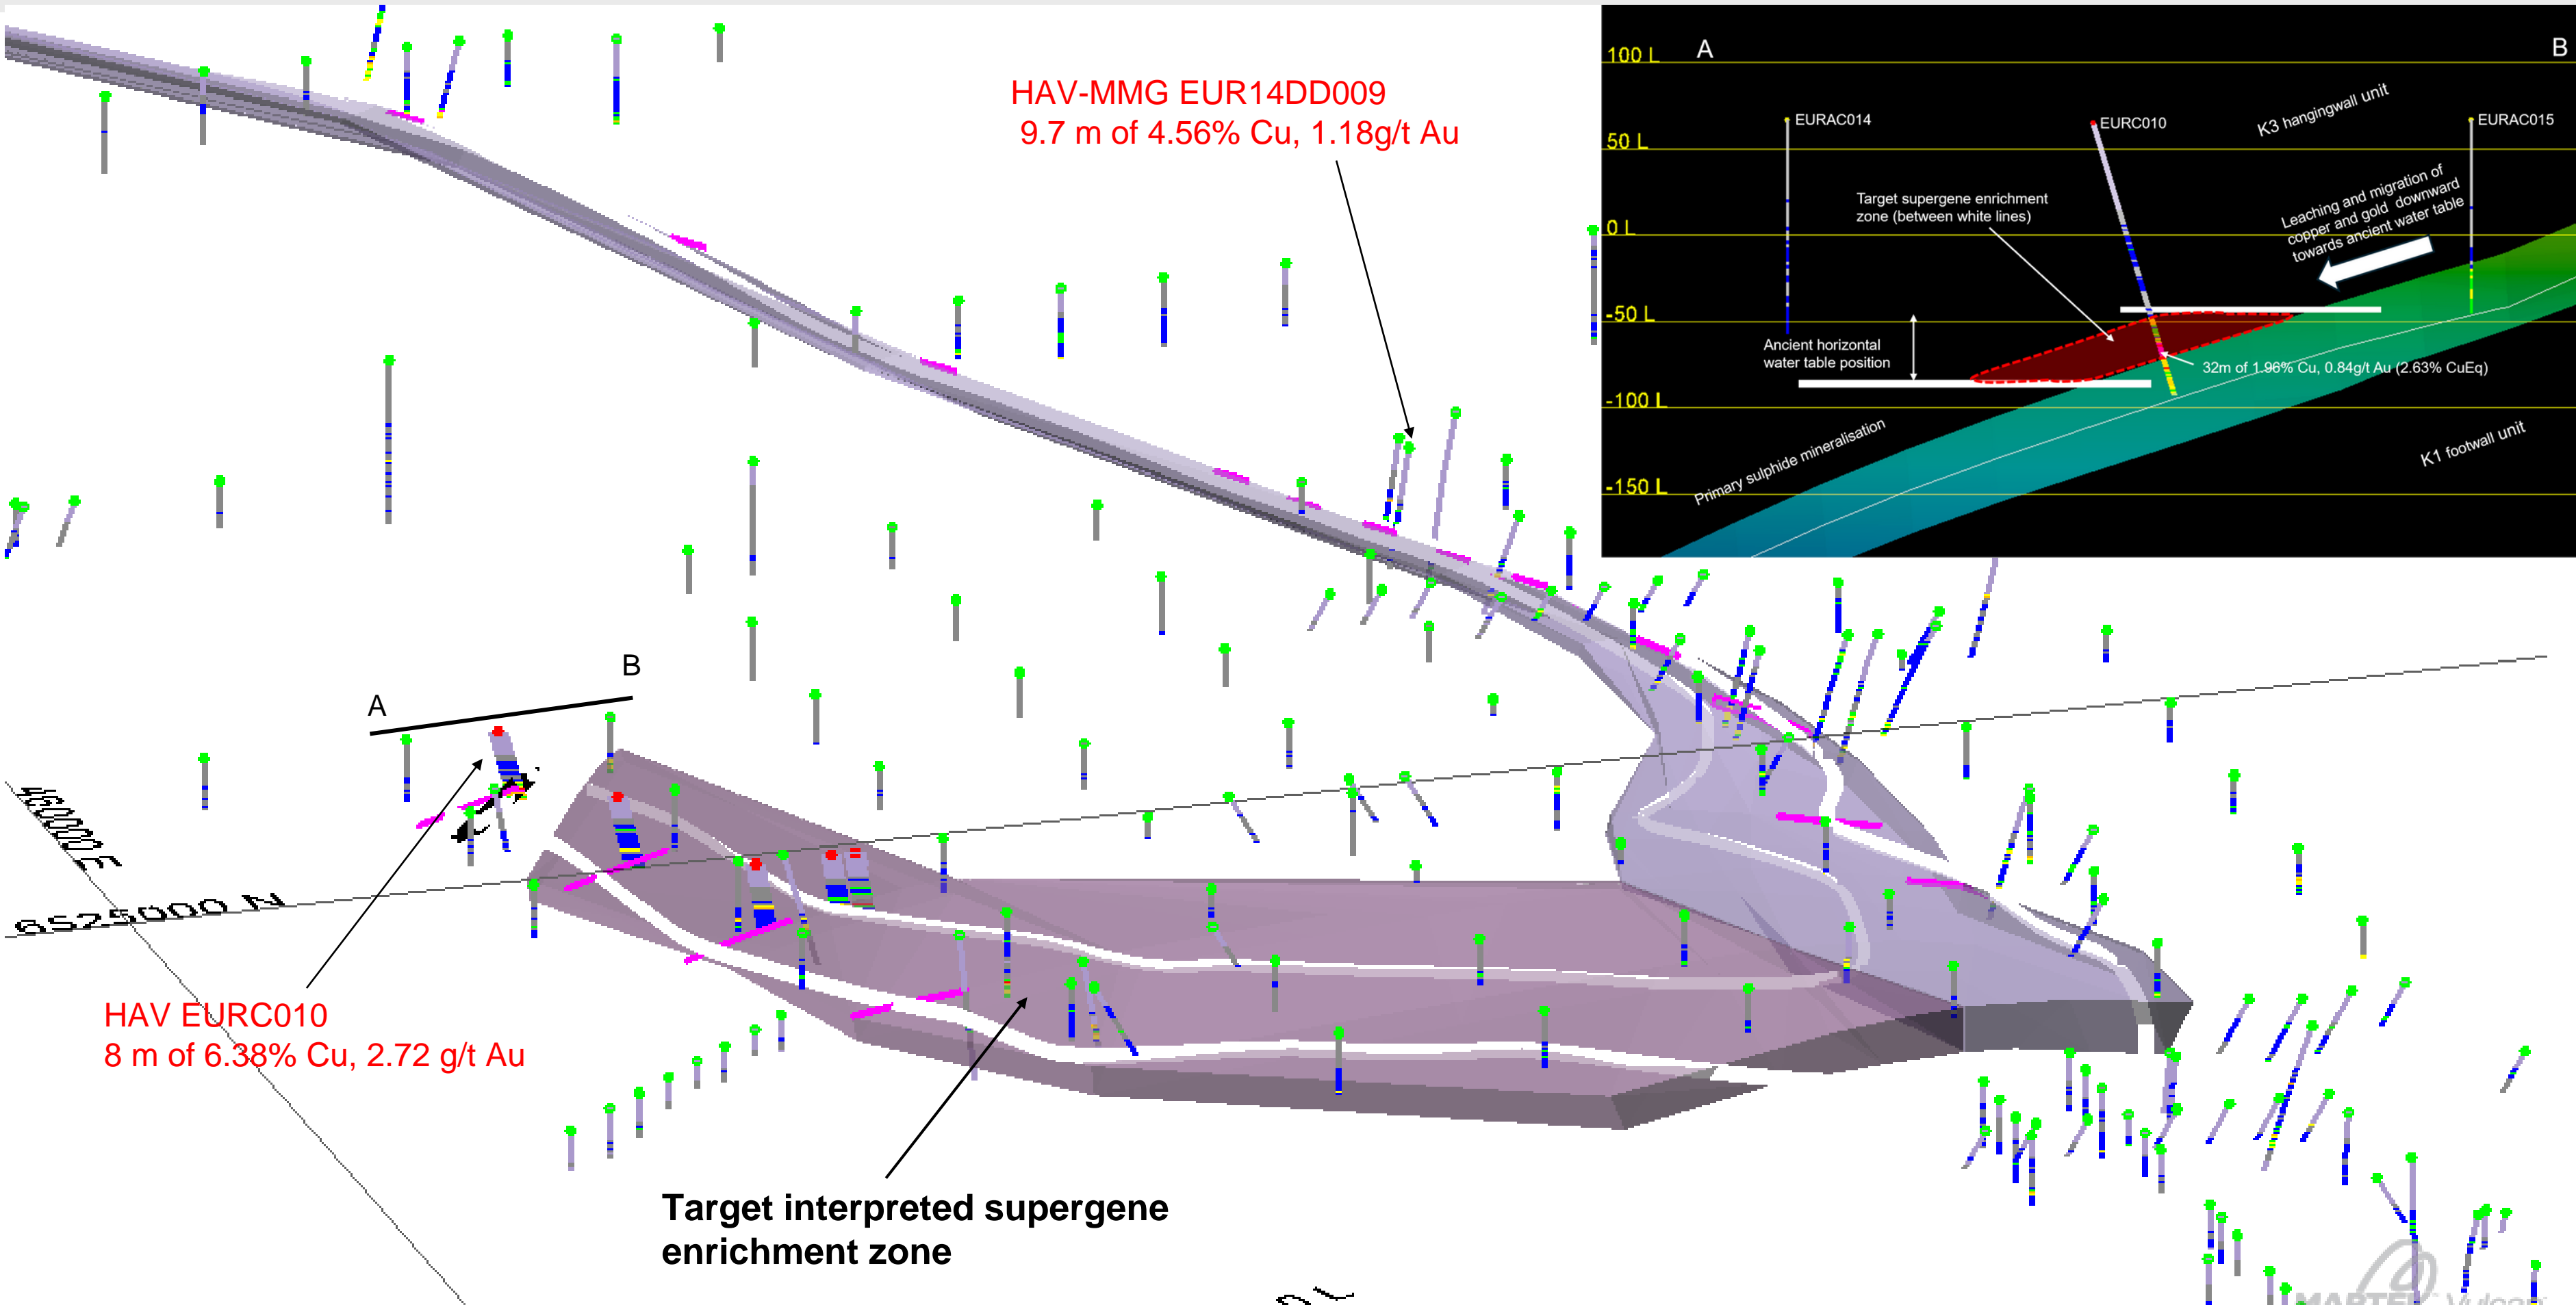 HAV-MMG EUR14DD009
9.7 m of 4.56% Cu, 1.18g/t Au
100 L
A
B
50 L
EURAC014
EURC010
K3 hangingwall unit
EURAC015
Target supergene enrichment
zone (between white lines)
Leaching and migration of
copper and gold downward
towards ancient water table
0 L
-50 L
Ancient horizontal
water table position
32m of 1.96% Cu, 0.84g/t Au (2.63% CuEq)
-100 L
Primary sulphide mineralisation
K1 footwall unit
-150 L
A
B
460000 E
6525000 N
HAV EURC010
8 m of 6.38% Cu, 2.72 g/t Au
Target interpreted supergene
enrichment zone
MAPTEK Vulcan